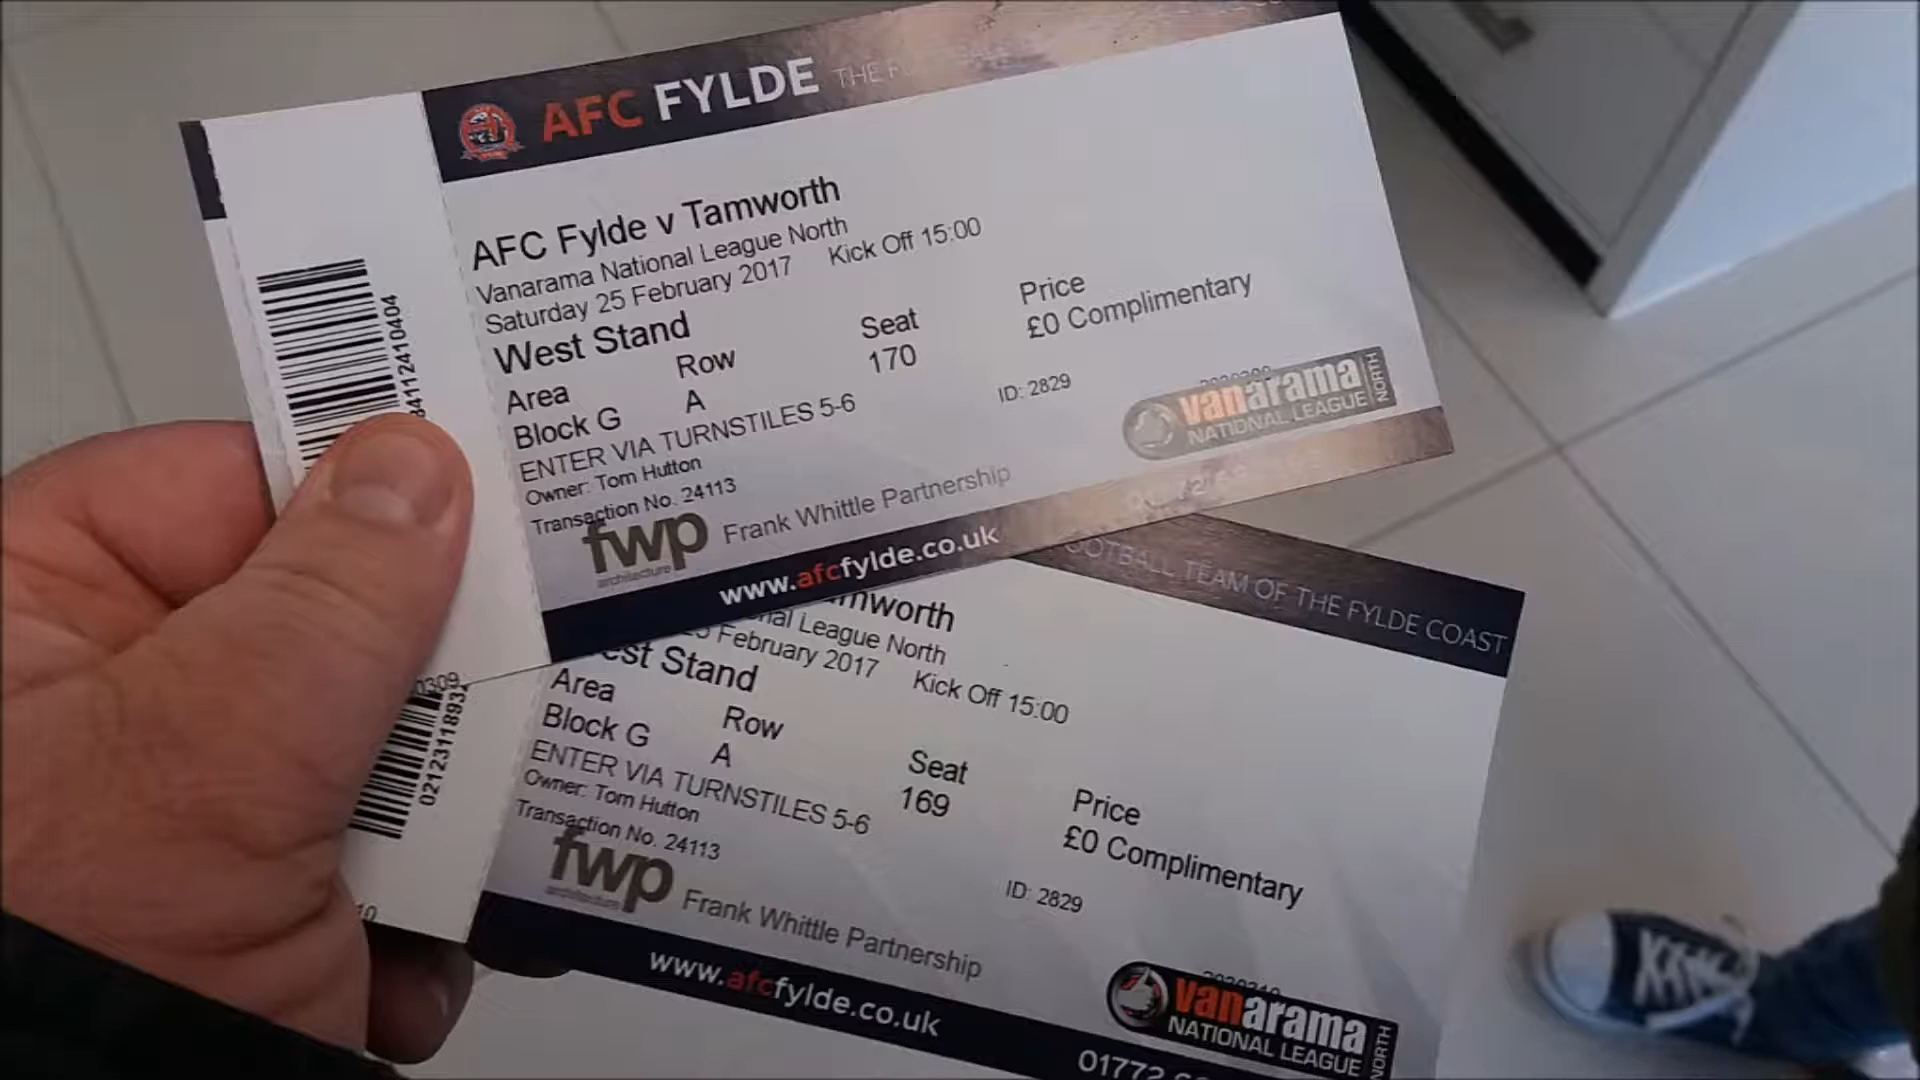 AFC FYLDE THE
AFC Fylde v Tamworth
Vanarama National League North
Saturday 25 February 2017 Kick Off 15:00
West Stand
Area Row Seat Price
Block G A 170 £0 Complimentary
ENTER VIA TURNSTILES 5-6
Owner: Tom Hutton ID: 2829
Transaction No. 24113
fwp Frank Whittle Partnership
architecture
vanarama
NATIONAL LEAGUE
NORTH
www.afcfylde.co.uk
FOOTBALL TEAM OF THE FYLDE COAST
League North
February 2017 Kick Off 15:00
Stand
Area Row Seat Price
Block G A 169 £0 Complimentary
ENTER VIA TURNSTILES 5-6
Owner: Tom Hutton ID: 2829
Transaction No. 24113
fwp Frank Whittle Partnership
architecture
vanarama
NATIONAL LEAGUE
NORTH
www.afcfylde.co.uk
01772